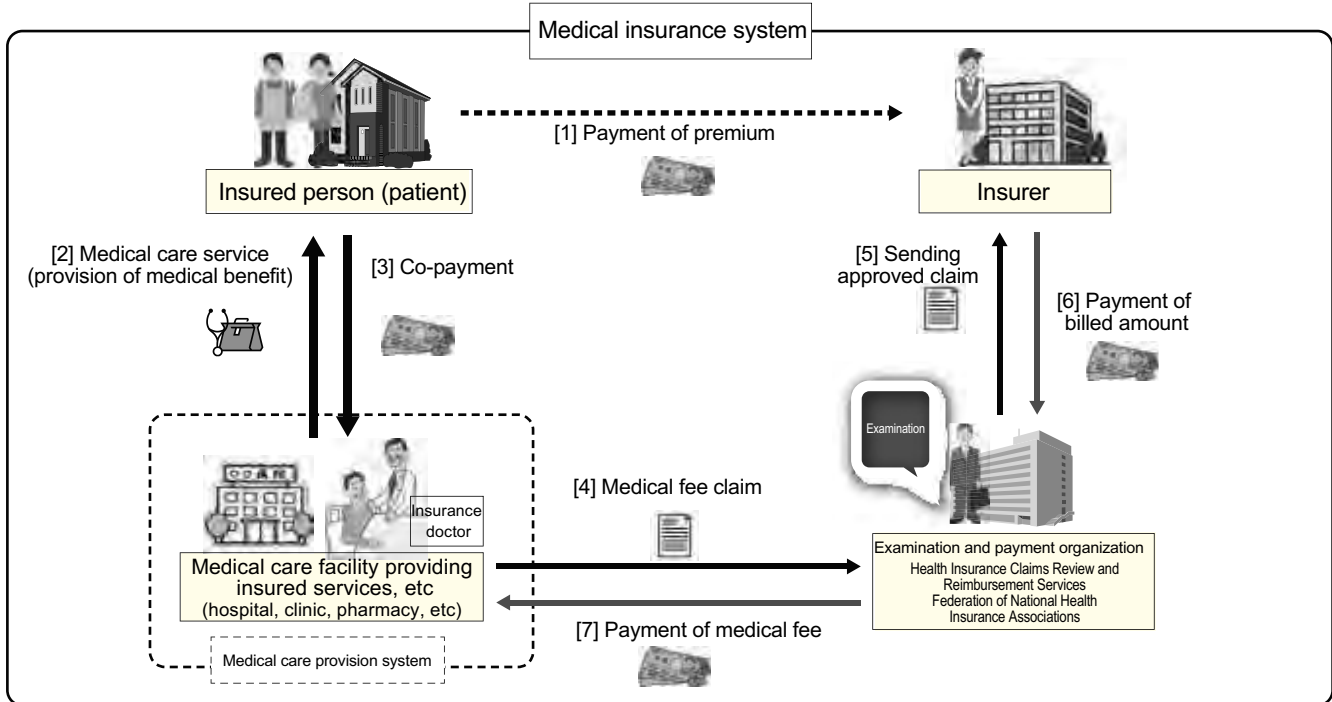 Medical insurance system
[1] Payment of premium
Insured person (patient)
Insurer
[2] Medical care service
(provision of medical benefit)
[3] Co-payment
[5] Sending
approved claim
[6] Payment of
billed amount
Examination
[4] Medical fee claim
Insurance
doctor
Medical care facility providing
insured services, etc
(hospital, clinic, pharmacy, etc)
Examination and payment organization
Health Insurance Claims Review and
Reimbursement Services
Federation of National Health
Insurance Associations
[7] Payment of medical fee
Medical care provision system